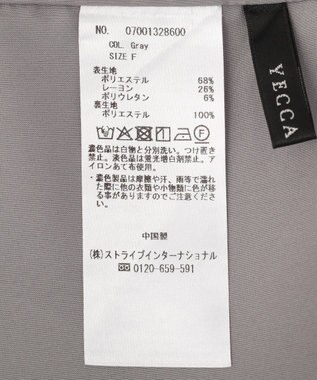 NO. 07001328600
COL. Gray
SIZE F
表生地
ポリエステル 68%
レーヨン 26%
ポリウレタン 6%
裏生地
ポリエステル 100%
濃色品は白物と分別洗い。つけ置き
禁止。淡色品は蛍光増白剤禁止。ア
イロンあて布使用。
●濃色製品は摩擦や汗、雨等で濡れ
た際に他の衣類や小物類に色が移
る事がありますのでご注意ください。
中国製
(株)ストライプインターナショナル
0120-659-591
YECCA